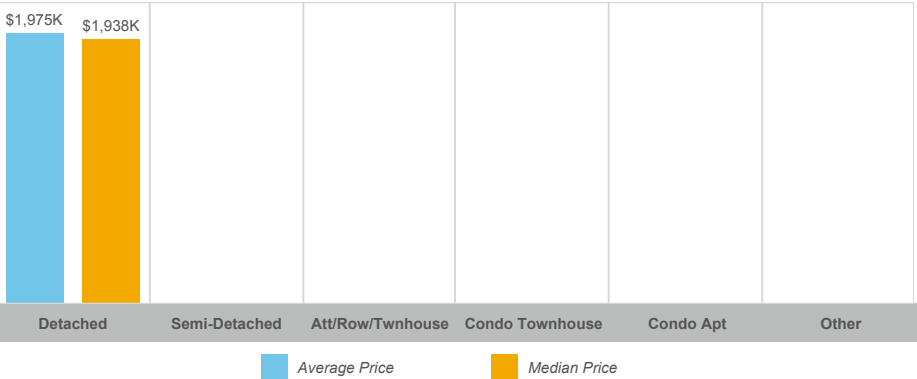 $1,975K
$1,938K
Detached Semi-Detached Att/Row/Twnhouse Condo Townhouse Condo Apt Other
Average Price Median Price